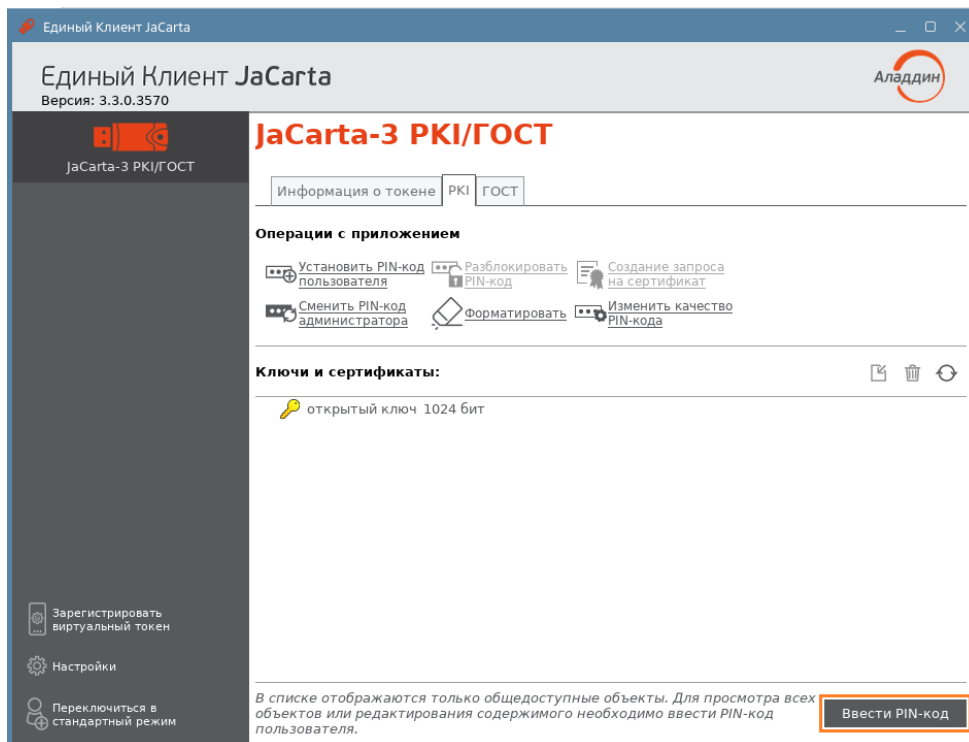 Единый Клиент JaCarta
Единый Клиент JaCarta
Версия: 3.3.0.3570
Аладдин
JaCarta-3 PKI/ГОСТ
JaCarta-3 PKI/ГОСТ
Информация о токене PKI ГОСТ
Операции с приложением
Установить PIN-код Разблокировать Создание запроса
пользователя PIN-код на сертификат
Сменить PIN-код Форматировать Изменить качество
администратора PIN-кода
Ключи и сертификаты:
открытый ключ 1024 бит
Зарегистрировать
виртуальный токен
Настройки
Переключиться в
стандартный режим
В списке отображаются только общедоступные объекты. Для просмотра всех
объектов или редактирования содержимого необходимо ввести PIN-код
пользователя.
Ввести PIN-код